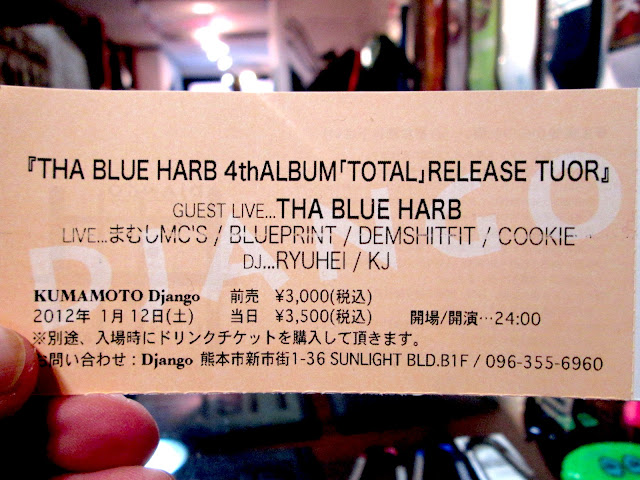 『THA BLUE HARB 4thALBUM「TOTAL」RELEASE TUOR』
GUEST LIVE...THA BLUE HARB
LIVE...まむしMC'S / BLUEPRINT / DEMSHITFIT / COOKIE
DJ...RYUHEI / KJ
DJANGO
KUMAMOTO Django 前売 ¥3,000(税込)
2012年 1月12日(土) 当日 ¥3,500(税込) 開場/開演…24:00
※別途、入場時にドリンクチケットを購入して頂きます。
お問い合わせ : Django 熊本市新市街1-36 SUNLIGHT BLD.B1F / 096-355-6960